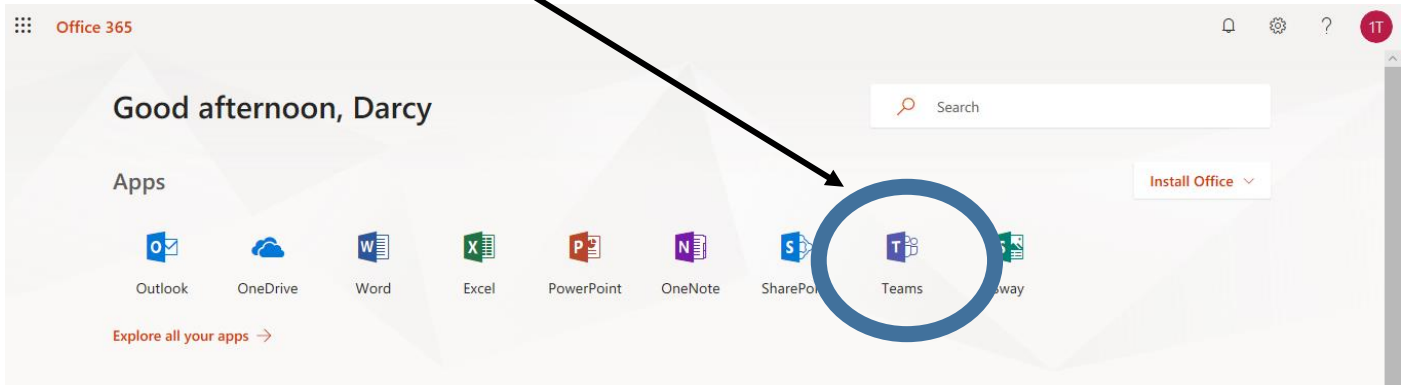 Office 365
1T
Good afternoon, Darcy
Search
Apps
Install Office
Outlook OneDrive Word Excel PowerPoint OneNote Teams
Explore all your apps →